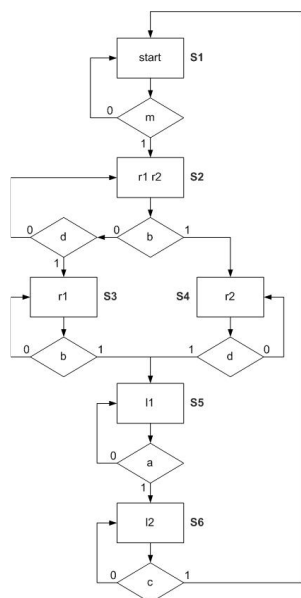 start S1
0 m
1
r1 r2 S2
0 d 0 b 1
1
r1 S3 S4 r2
0 b 1 1 d 0
l1 S5
0 a
1
l2 S6
0 c 1